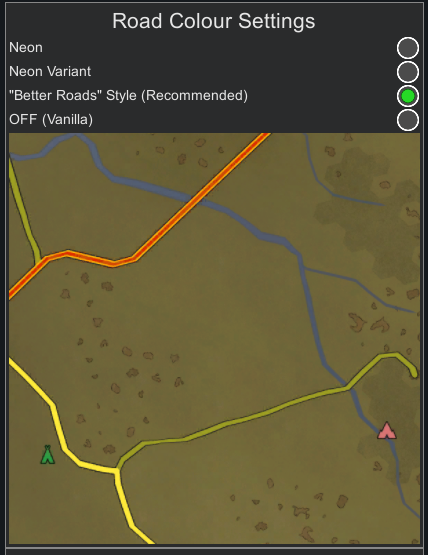 Road Colour Settings
Neon
Neon Variant
"Better Roads" Style (Recommended)
OFF (Vanilla)